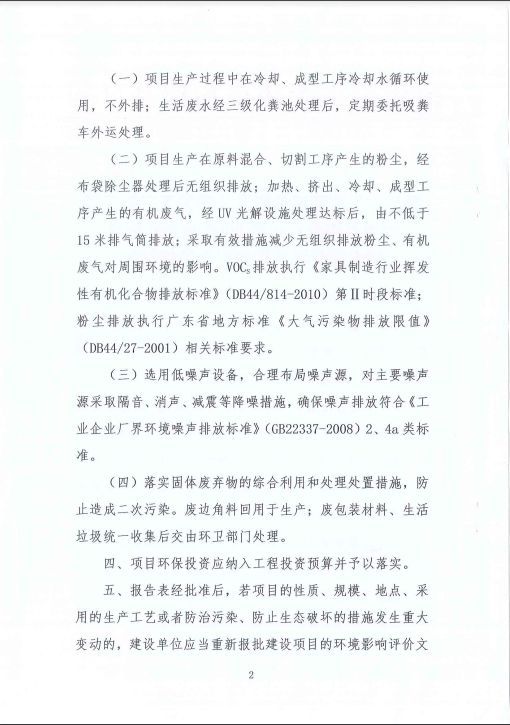 （一）项目生产过程中在冷却、成型工序冷却水循环使
用，不外排；生活废水经三级化粪池处理后，定期委托吸粪
车外运处理。
（二）项目生产在原料混合、切割工序产生的粉尘，经
布袋除尘器处理后无组织排放；加热、挤出、冷却、成型工
序产生的有机废气，经 UV 光解设施处理达标后，由不低于
15 米排气筒排放；采取有效措施减少无组织排放粉尘、有机
废气对周围环境的影响。VOCs 排放执行《家具制造行业挥发
性有机化合物排放标准》（DB44/814-2010）第Ⅱ时段标准；
粉尘排放执行广东省地方标准《大气污染物排放限值》
（DB44/27-2001）相关标准要求。
（三）选用低噪声设备，合理布局噪声源，对主要噪声
源采取隔音、消声、减震等降噪措施，确保噪声排放符合《工
业企业厂界环境噪声排放标准》（GB22337-2008）2、4a 类标
准。
（四）落实固体废弃物的综合利用和处理处置措施，防
止造成二次污染。废边角料回用于生产；废包装材料、生活
垃圾统一收集后交由环卫部门处理。
四、项目环保投资应纳入工程投资预算并予以落实。
五、报告表经批准后，若项目的性质、规模、地点、采
用的生产工艺或者防治污染、防止生态破坏的措施发生重大
变动的，建设单位应当重新报批建设项目的环境影响评价文
2